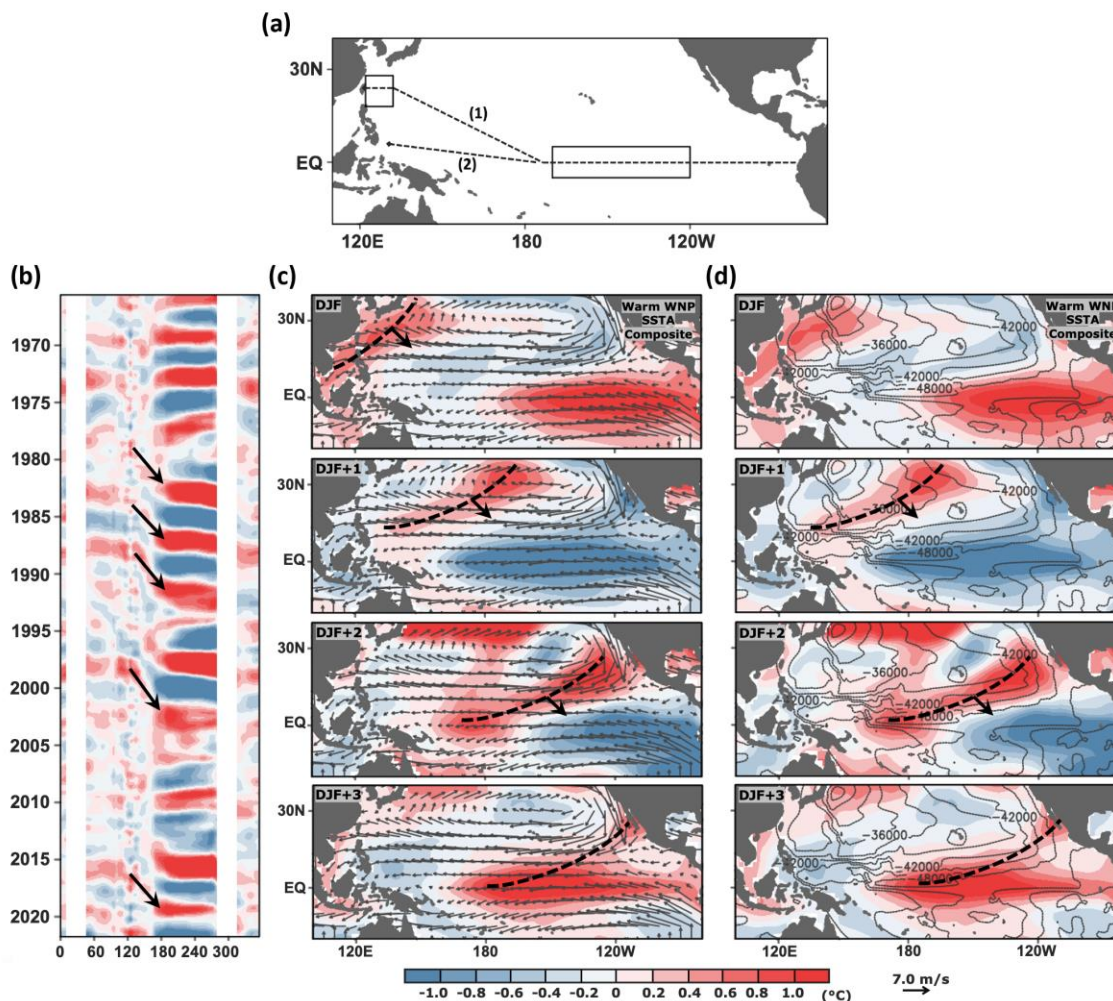 (a)
30N
(1)
(2)
EQ
120E 180 120W
(b) (c) (d)
DJF
Warm WNP
SSTA
Composite
30N
EQ
DJF+1
30N
EQ
DJF+2
30N
EQ
DJF+3
30N
EQ
180 120W
DJF
Warm WNP
SSTA
Composite
-42000
-36000
-42000
-42000
-48000
DJF+1
-42000
-42000
-42000
-48000
DJF+2
-42000
-36000
-42000
-42000
DJF+3
-42000
-36000
-42000
-42000
-48000
180 120W
1970
1975
1980
1985
1990
1995
2000
2005
2010
2015
2020
0 60 120 180 240 300
-1.0 -0.8 -0.6 -0.4 -0.2 0 0.2 0.4 0.6 0.8 1.0
(°C)
7.0 m/s